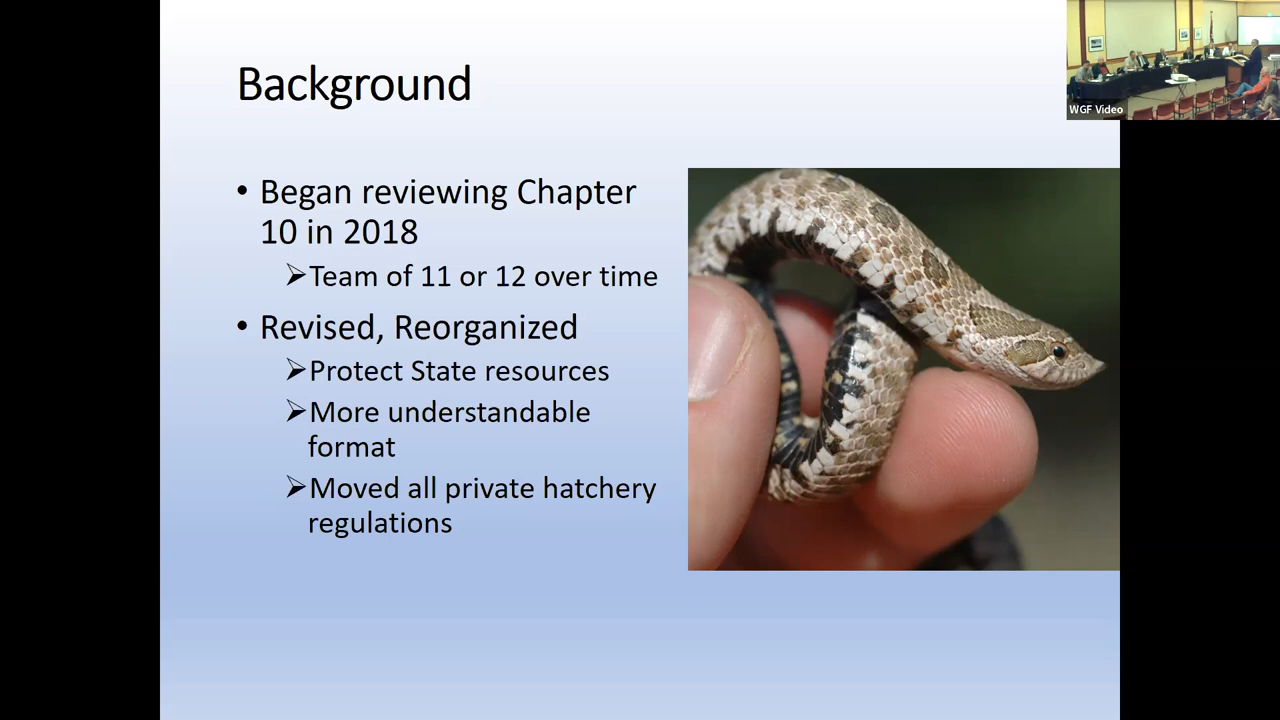 Background
WGF Video
• Began reviewing Chapter
10 in 2018
➢Team of 11 or 12 over time
• Revised, Reorganized
➢Protect State resources
➢More understandable
format
➢Moved all private hatchery
regulations